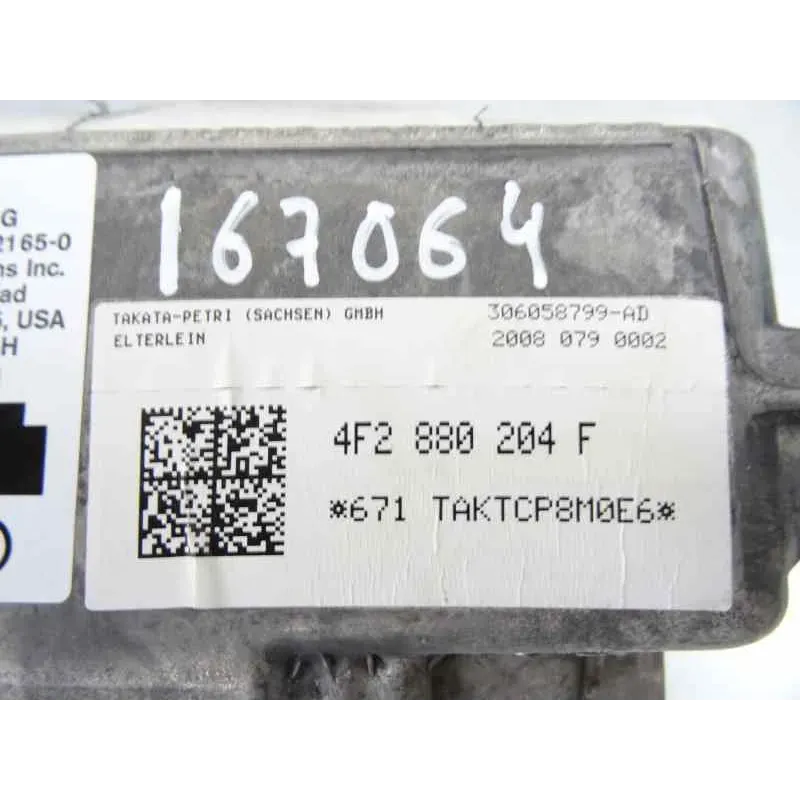 167064
G
2165-0
ns Inc.
ad
, USA
H
TAKATA-PETRI (SACHSEN) GMBH 306058799-AD
ELTERLEIN 2008 079 0002
4F2 880 204 F
*671 TAKTCP8M0E6*